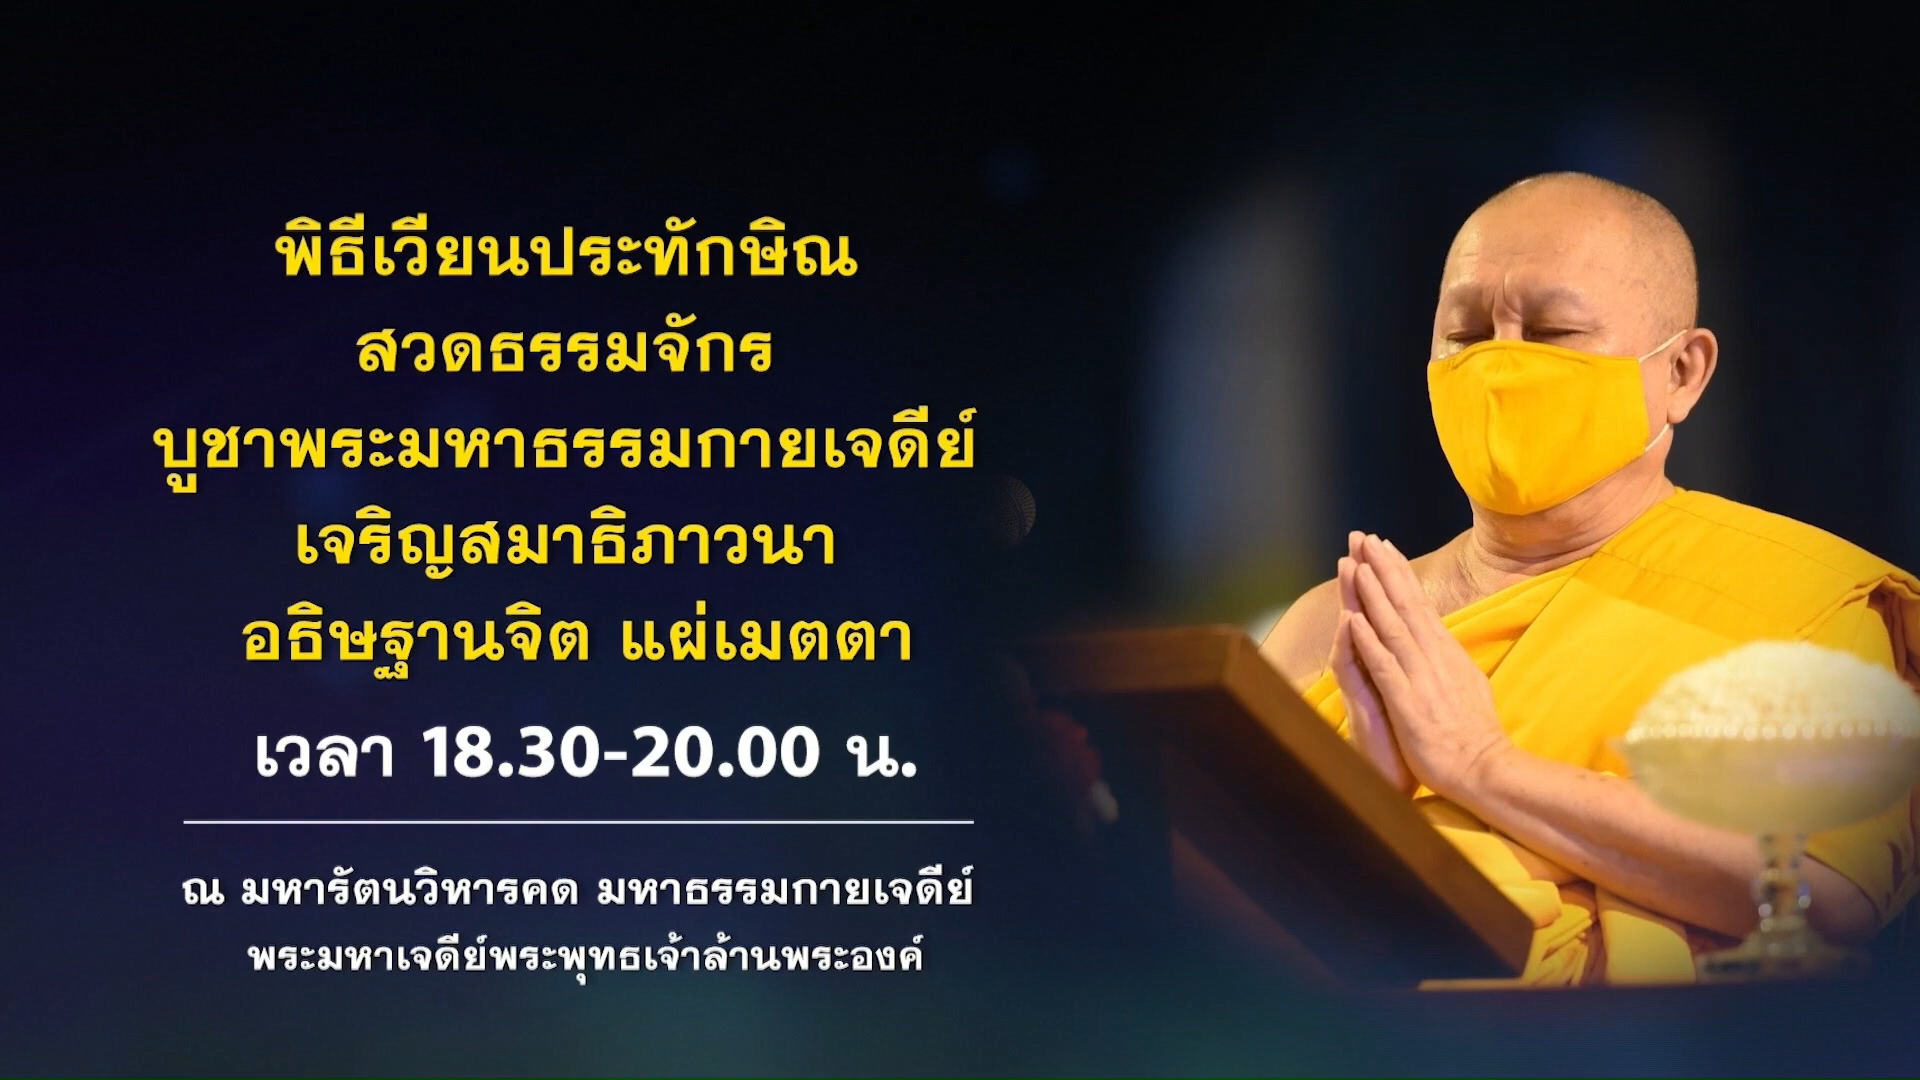 พิธีเวียนประทักษิณ
สวดธรรมจักร
บูชาพระมหาธรรมกายเจดีย์
เจริญสมาธิภาวนา
อธิษฐานจิต แผ่เมตตา
เวลา 18.30-20.00 น.
ณ มหารัตนวิหารคด มหาธรรมกายเจดีย์
พระมหาเจดีย์พระพุทธเจ้าล้านพระองค์